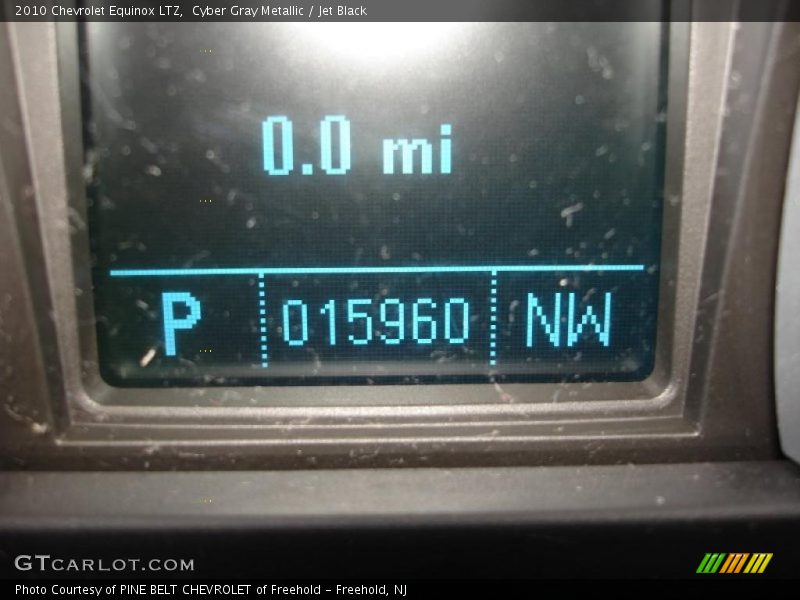 2010 Chevrolet Equinox LTZ, Cyber Gray Metallic / Jet Black
0.0 mi
P 015960 NW
GTCARLOT.COM
Photo Courtesy of PINE BELT CHEVROLET of Freehold – Freehold, NJ